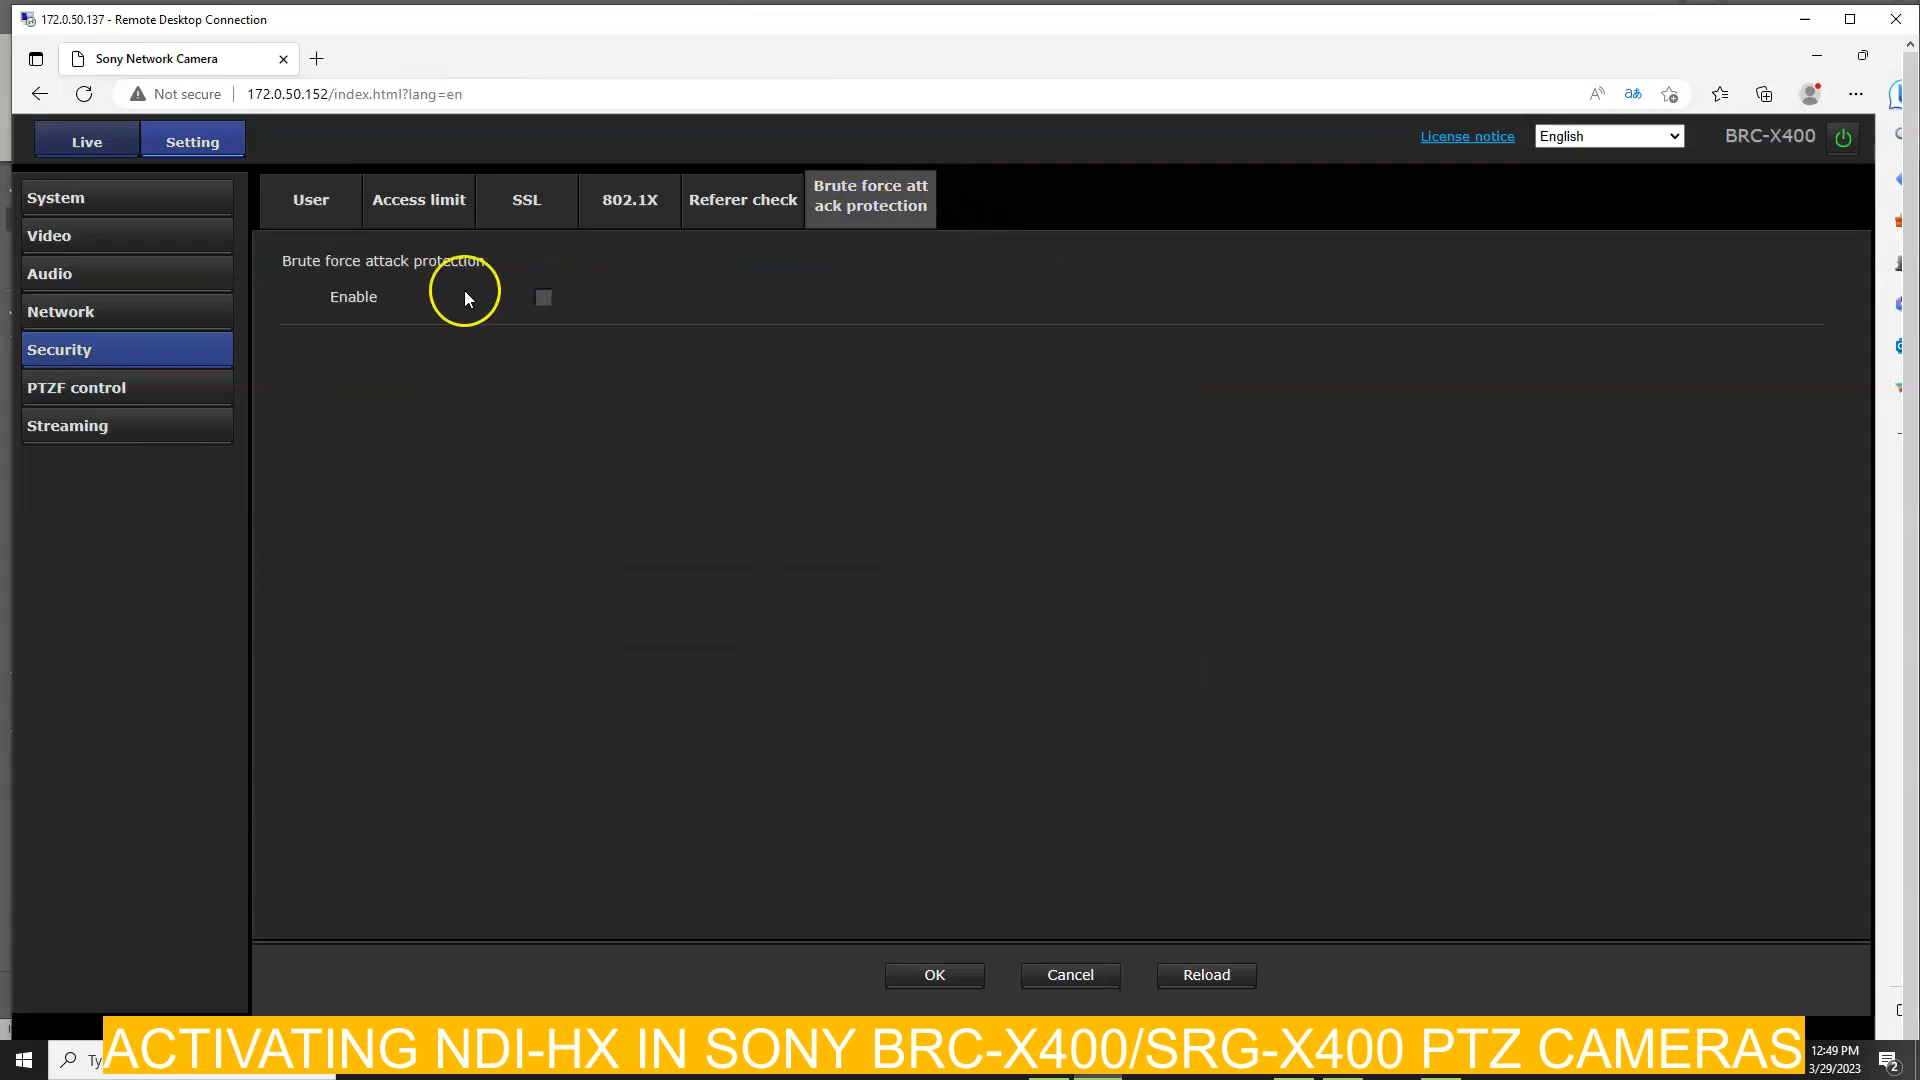 172.0.50.137 - Remote Desktop Connection
Sony Network Camera
Not secure
172.0.50.152/index.html?lang=en
Live
Setting
License notice
English
BRC-X400
System
Video
Audio
Network
Security
PTZF control
Streaming
User
Access limit
SSL
802.1X
Referer check
Brute force att
ack protection
Brute force attack protection
Enable
OK
Cancel
Reload
ACTIVATING NDI-HX IN SONY BRC-X400/SRG-X400 PTZ CAMERAS
Ty
12:49 PM
3/29/2023
2